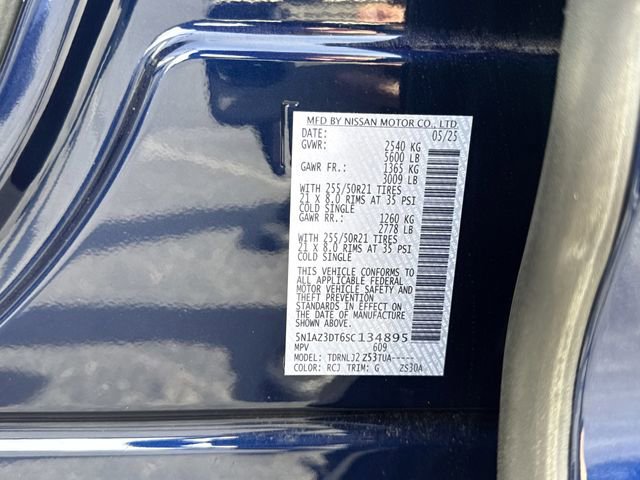 MFD BY NISSAN MOTOR CO., LTD.
DATE: 05/25
GVWR: 2540 KG
5600 LB
GAWR FR.: 1365 KG
3009 LB
WITH 255/50R21 TIRES
21 X 8.0 RIMS AT 35 PSI
COLD SINGLE
GAWR RR.: 1260 KG
2778 LB
WITH 255/50R21 TIRES
21 X 8.0 RIMS AT 35 PSI
COLD SINGLE
THIS VEHICLE CONFORMS TO
ALL APPLICABLE FEDERAL
MOTOR VEHICLE SAFETY AND
THEFT PREVENTION
STANDARDS IN EFFECT ON
THE DATE OF MANUFACTURE
SHOWN ABOVE.
5N1AZ3DT6SC134895
MPV 609
MODEL: TDRNLJ2 Z53TUA-----
COLOR: RCJ TRIM: G ZS30A